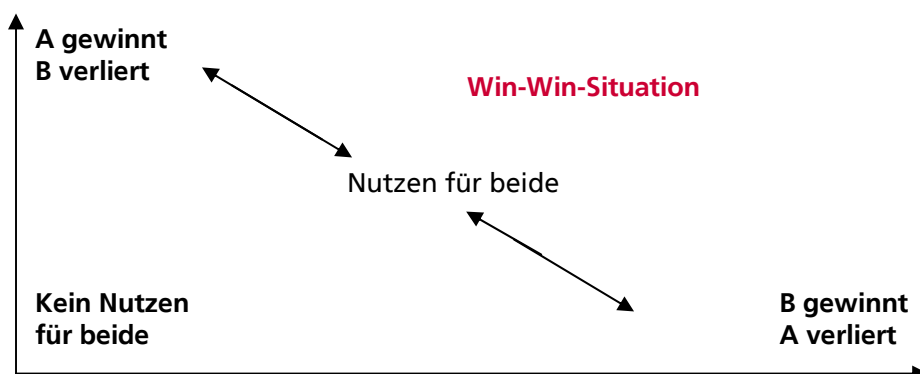 A gewinnt
B verliert
Win-Win-Situation
Nutzen für beide
Kein Nutzen
für beide
B gewinnt
A verliert